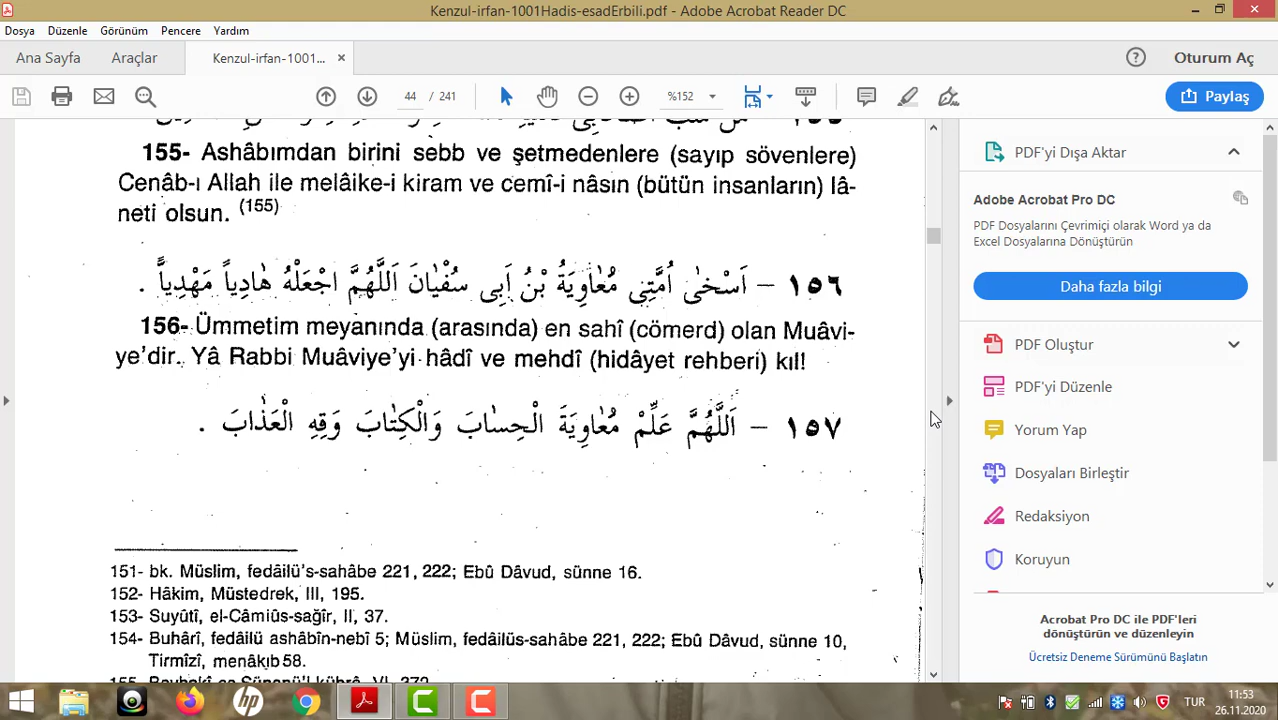 Kenzul-irfan-1001Hadis-esadErbili.pdf - Adobe Acrobat Reader DC
Dosya Düzenle Görünüm Pencere Yardım
Ana Sayfa Araçlar Kenzul-irfan-1001... × Oturum Aç
44 / 241 %152 Paylaş
155- Ashâbımdan birini sebb ve şetmedenlere (sayıp sövenlere)
Cenâb-ı Allah ile melâike-i kiram ve cemî-i nâsın (bütün insanların) lâ-
neti olsun. (155)
١٥٦ – اَسْخٰى اُمَّتِى مُعٰاوِيَةُ بْنُ اَبِى سُفْيٰانَ اَللَّهُمَّ اجْعَلْهُ هٰادِياً مَهْدِياًّ .
156- Ümmetim meyanında (arasında) en sahî (cömerd) olan Muâvi-
ye'dir. Yâ Rabbi Muâviye'yi hâdî ve mehdî (hidâyet rehberi) kıl!
١٥٧ – اَللَّهُمَّ عَلِّمْ مُعٰاوِيَةَ الْحِسٰابَ وَالْكِتٰابَ وَقِهِ الْعَذٰابَ .
151- bk. Müslim, fedâilü's-sahâbe 221, 222; Ebû Dâvud, sünne 16.
152- Hâkim, Müstedrek, III, 195.
153- Suyûtî, el-Câmiûs-sağîr, II, 37.
154- Buhârî, fedâilü ashâbîn-nebî 5; Müslim, fedâilüs-sahâbe 221, 222; Ebû Dâvud, sünne 10,
Tirmîzî, menâkıb 58.
PDF'yi Dışa Aktar
Adobe Acrobat Pro DC
PDF Dosyalarını Çevrimiçi olarak Word ya da
Excel Dosyalarına Dönüştürün
Daha fazla bilgi
PDF Oluştur
PDF'yi Düzenle
Yorum Yap
Dosyaları Birleştir
Redaksiyon
Koruyun
Acrobat Pro DC ile PDF'leri
dönüştürün ve düzenleyin
Ücretsiz Deneme Sürümünü Başlatın
TUR
11:53
26.11.2020